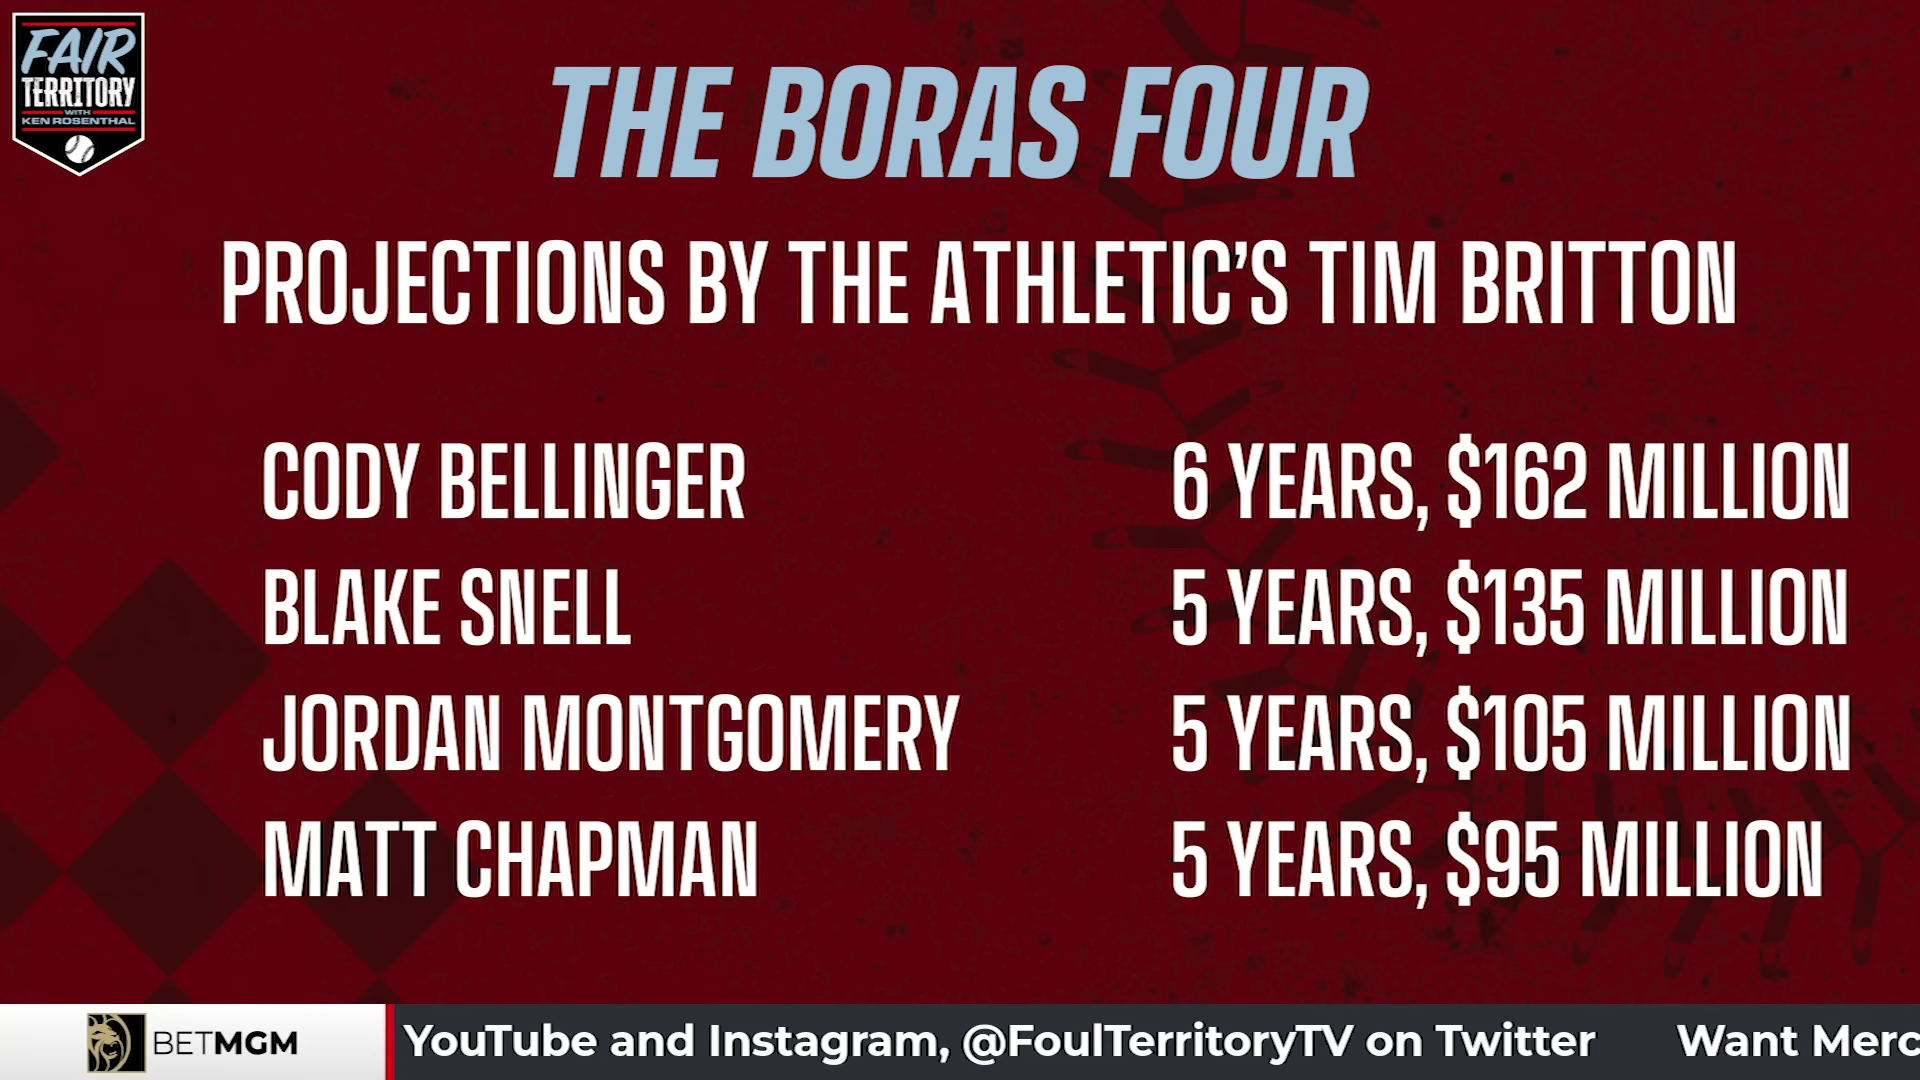 FAIR
TERRITORY
WITH
KEN ROSENTHAL
THE BORAS FOUR
PROJECTIONS BY THE ATHLETIC’S TIM BRITTON
CODY BELLINGER 6 YEARS, $162 MILLION
BLAKE SNELL 5 YEARS, $135 MILLION
JORDAN MONTGOMERY 5 YEARS, $105 MILLION
MATT CHAPMAN 5 YEARS, $95 MILLION
BETMGM YouTube and Instagram, @FoulTerritoryTV on Twitter Want Merc